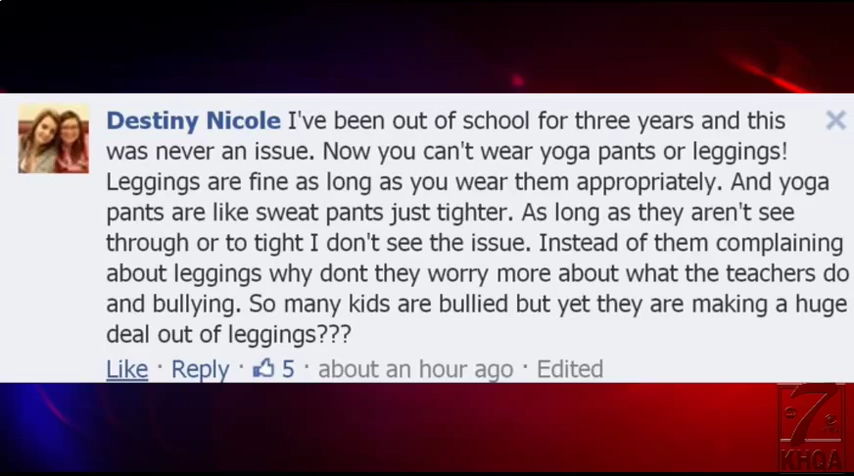 Destiny Nicole I've been out of school for three years and this
was never an issue. Now you can't wear yoga pants or leggings!
Leggings are fine as long as you wear them appropriately. And yoga
pants are like sweat pants just tighter. As long as they aren't see
through or to tight I don't see the issue. Instead of them complaining
about leggings why dont they worry more about what the teachers do
and bullying. So many kids are bullied but yet they are making a huge
deal out of leggings???
Like · Reply · 5 · about an hour ago · Edited
7
KHQA